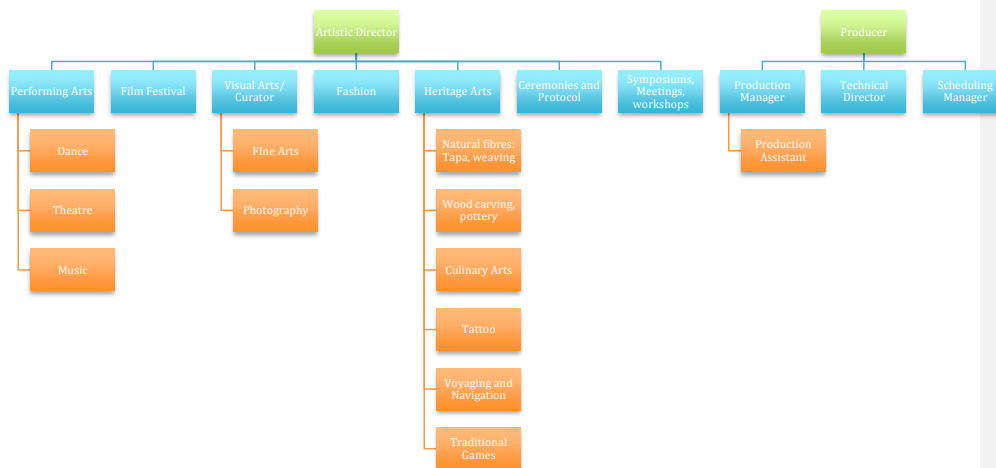 Artistic Director
Producer
Performing Arts
Film Festival
Visual Arts/
Curator
Fashion
Heritage Arts
Ceremonies and
Protocol
Symposiums,
Meetings,
workshops
Production
Manager
Technical
Director
Scheduling
Manager
Dance
Theatre
Music
FIne Arts
Photography
Natural fibres:
Tapa, weaving
Wood carving,
pottery
Culinary Arts
Tattoo
Voyaging and
Navigation
Traditional
Games
Production
Assistant